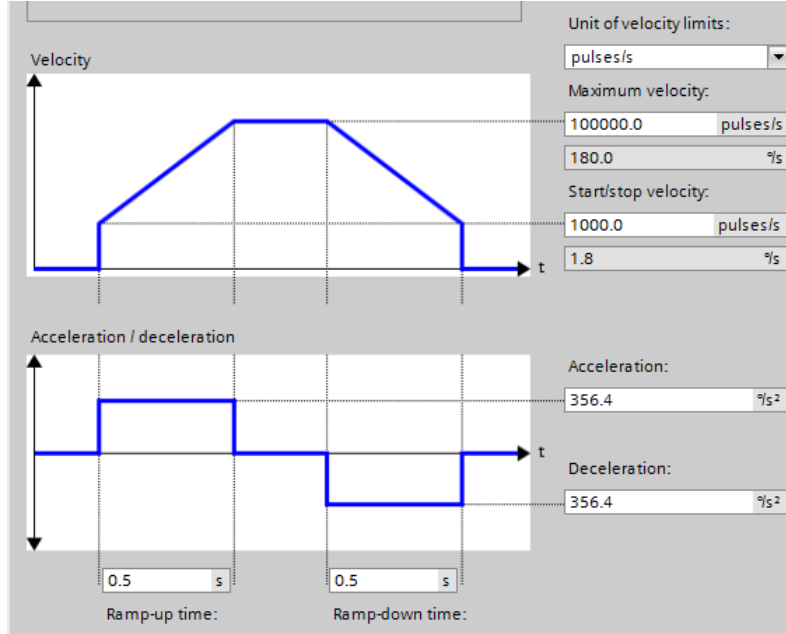 Unit of velocity limits:
pulses/s
Velocity
Maximum velocity:
100000.0 pulses/s
180.0 °/s
Start/stop velocity:
1000.0 pulses/s
1.8 °/s
t
Acceleration / deceleration
Acceleration:
356.4 °/s²
t
Deceleration:
356.4 °/s²
0.5 s 0.5 s
Ramp-up time: Ramp-down time: